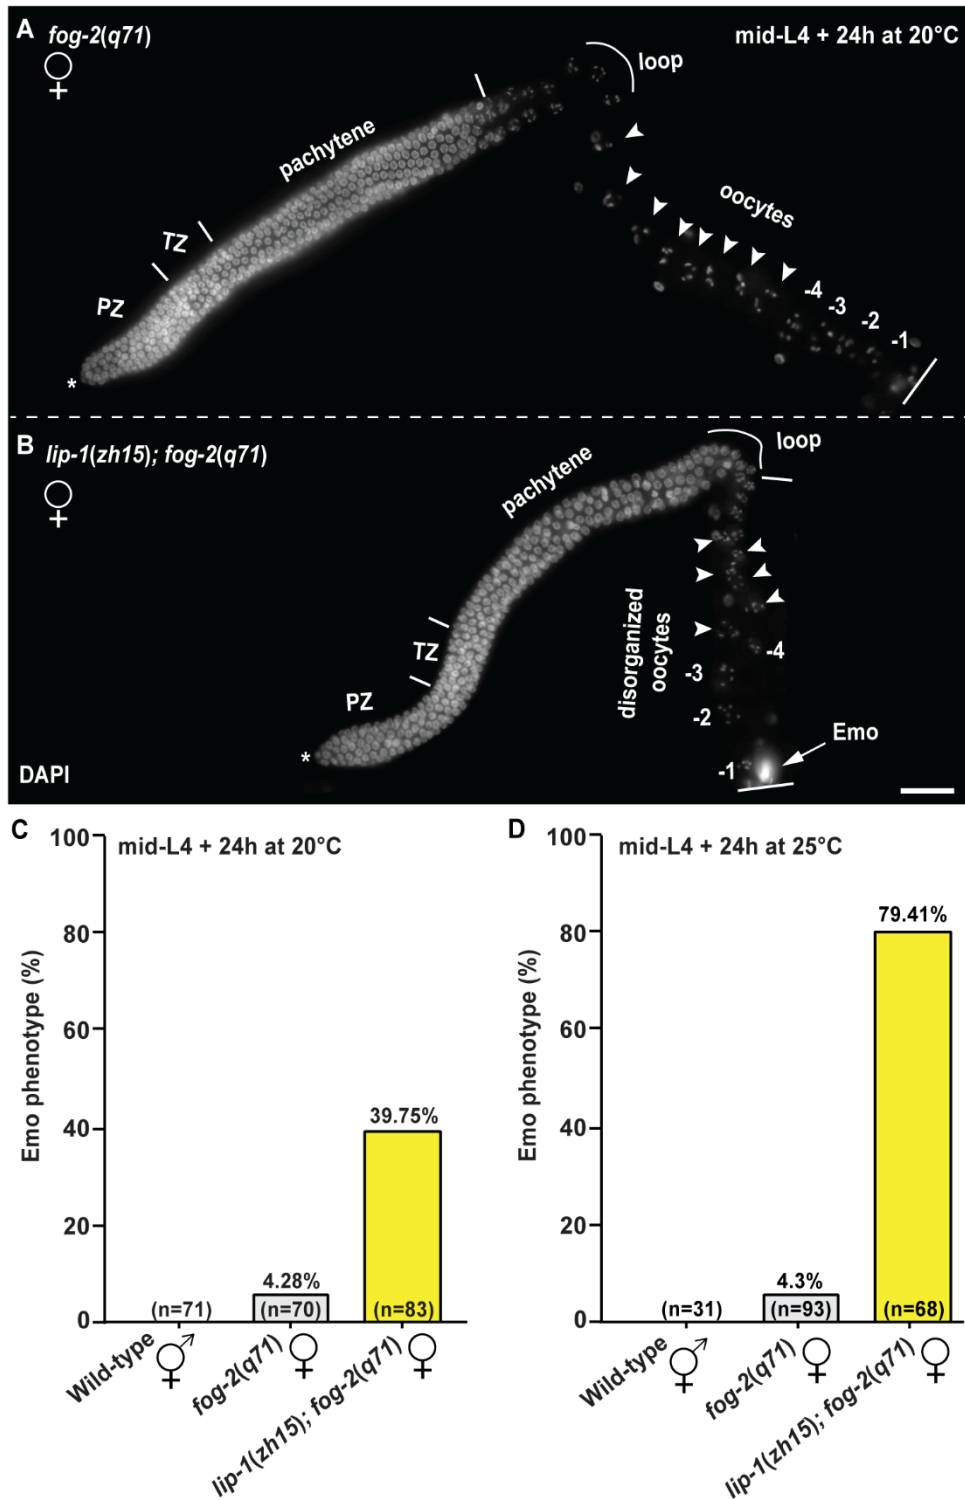 A fog-2(q71) mid-L4 + 24h at 20°C
♀
loop
pachytene
oocytes
TZ
PZ
-4
-3
-2
-1
*
B lip-1(zh15); fog-2(q71)
♀
loop
pachytene
disorganized
oocytes
TZ
-4
-3
PZ
-2
Emo
*
-1
DAPI
C
mid-L4 + 24h at 20°C
Emo phenotype (%)
100
80
60
40
20
0
39.75%
4.28%
(n=71) (n=70) (n=83)
Wild-type ⚥
fog-2(q71) ♀
lip-1(zh15); fog-2(q71) ♀
D
mid-L4 + 24h at 25°C
Emo phenotype (%)
100
80
60
40
20
0
79.41%
4.3%
(n=31) (n=93) (n=68)
Wild-type ⚥
fog-2(q71) ♀
lip-1(zh15); fog-2(q71) ♀